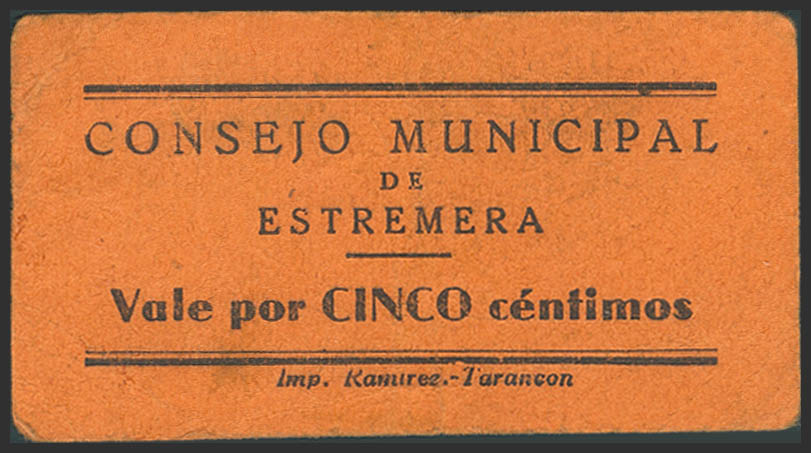 CONSEJO MUNICIPAL
DE
ESTREMERA
Vale por CINCO céntimos
Imp. Ramirez.-Tarancon